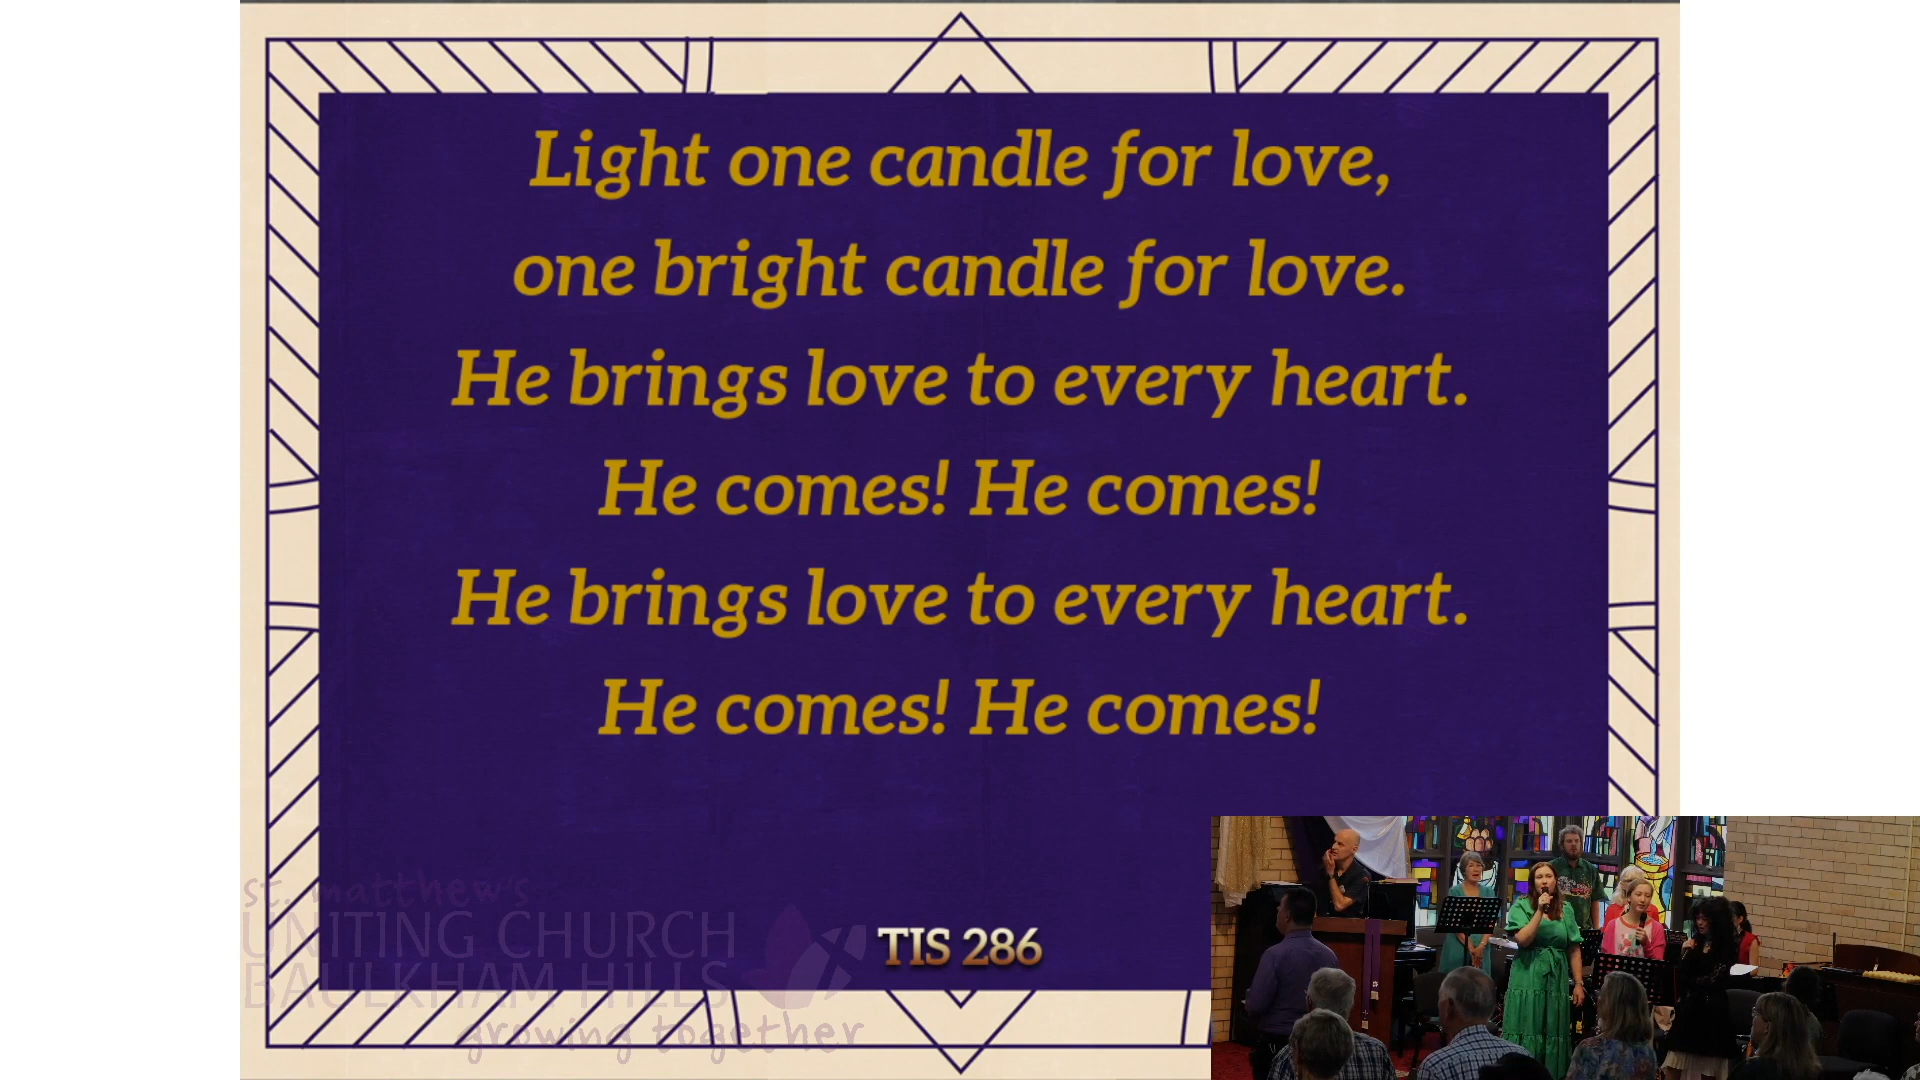 Light one candle for love,
one bright candle for love.
He brings love to every heart.
He comes! He comes!
He brings love to every heart.
He comes! He comes!
TIS 286
st. matthew's
UNITING CHURCH
BAULKHAM HILLS
growing together